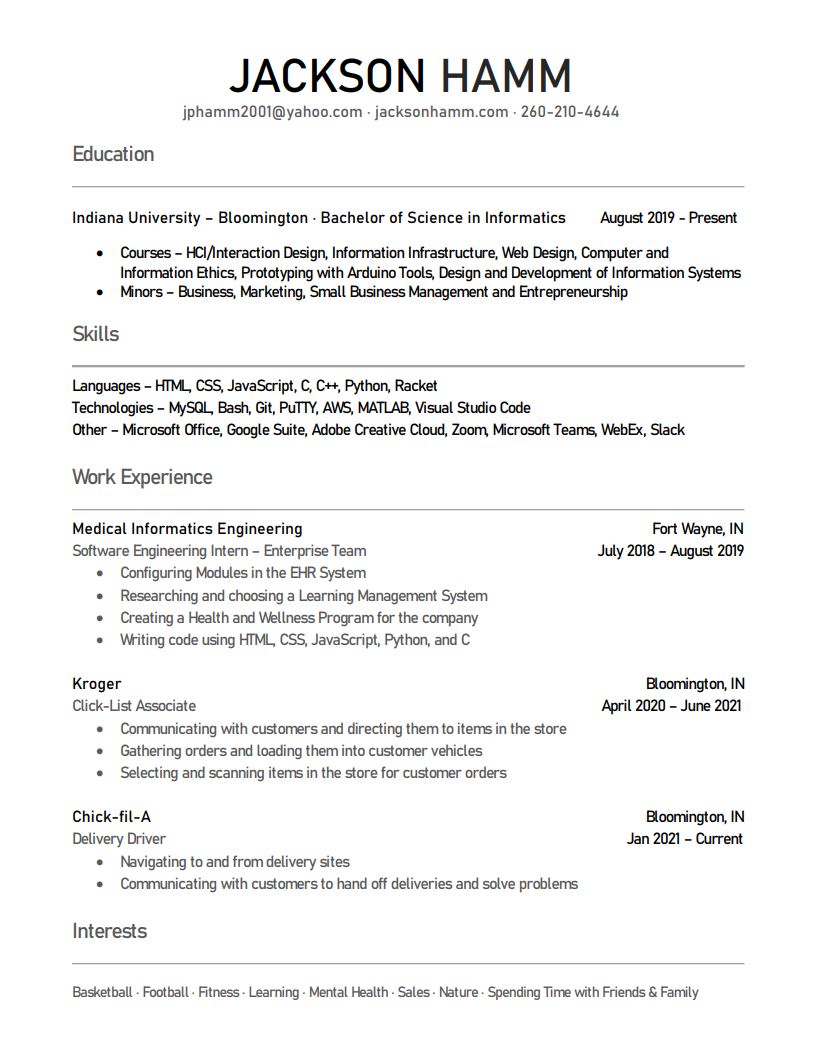 JACKSON HAMM
jphamm2001@yahoo.com · jacksonhamm.com · 260-210-4644
Education
Indiana University – Bloomington · Bachelor of Science in Informatics August 2019 - Present
• Courses – HCI/Interaction Design, Information Infrastructure, Web Design, Computer and
Information Ethics, Prototyping with Arduino Tools, Design and Development of Information Systems
• Minors – Business, Marketing, Small Business Management and Entrepreneurship
Skills
Languages – HTML, CSS, JavaScript, C, C++, Python, Racket
Technologies – MySQL, Bash, Git, PuTTY, AWS, MATLAB, Visual Studio Code
Other – Microsoft Office, Google Suite, Adobe Creative Cloud, Zoom, Microsoft Teams, WebEx, Slack
Work Experience
Medical Informatics Engineering Fort Wayne, IN
Software Engineering Intern – Enterprise Team July 2018 – August 2019
• Configuring Modules in the EHR System
• Researching and choosing a Learning Management System
• Creating a Health and Wellness Program for the company
• Writing code using HTML, CSS, JavaScript, Python, and C
Kroger Bloomington, IN
Click-List Associate April 2020 – June 2021
• Communicating with customers and directing them to items in the store
• Gathering orders and loading them into customer vehicles
• Selecting and scanning items in the store for customer orders
Chick-fil-A Bloomington, IN
Delivery Driver Jan 2021 – Current
• Navigating to and from delivery sites
• Communicating with customers to hand off deliveries and solve problems
Interests
Basketball · Football · Fitness · Learning · Mental Health · Sales · Nature · Spending Time with Friends & Family